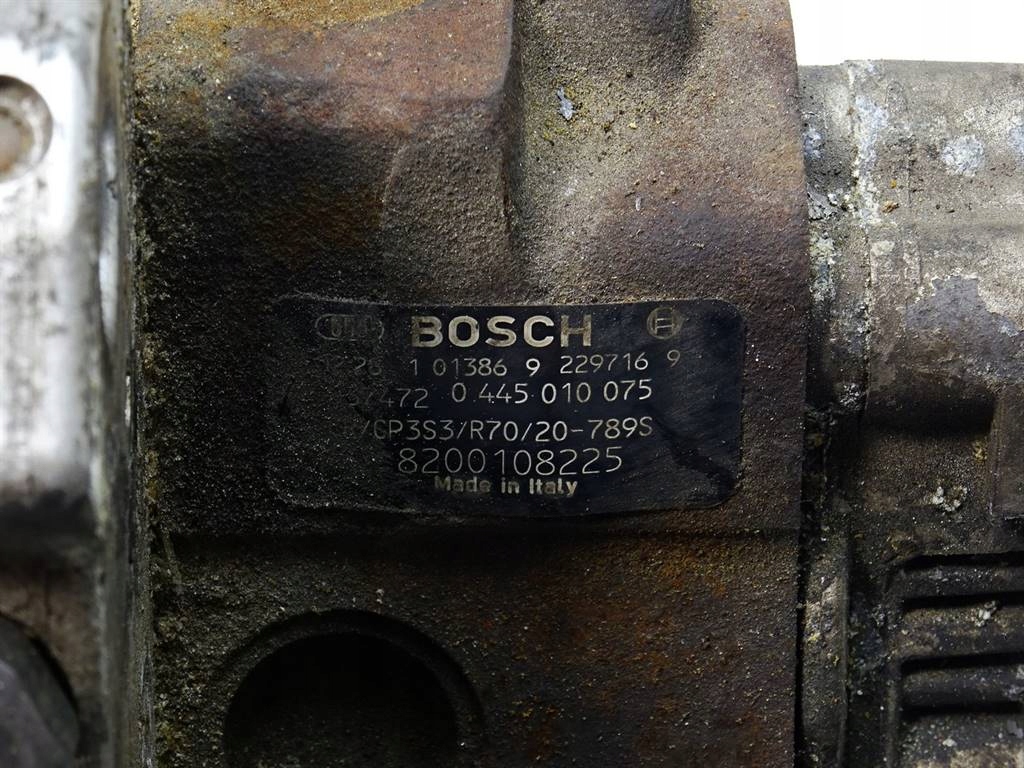 BOSCH
1 01386 9 229716 9
0 445 010 075
/CP3S3/R70/20-789S
8200108225
Made in Italy